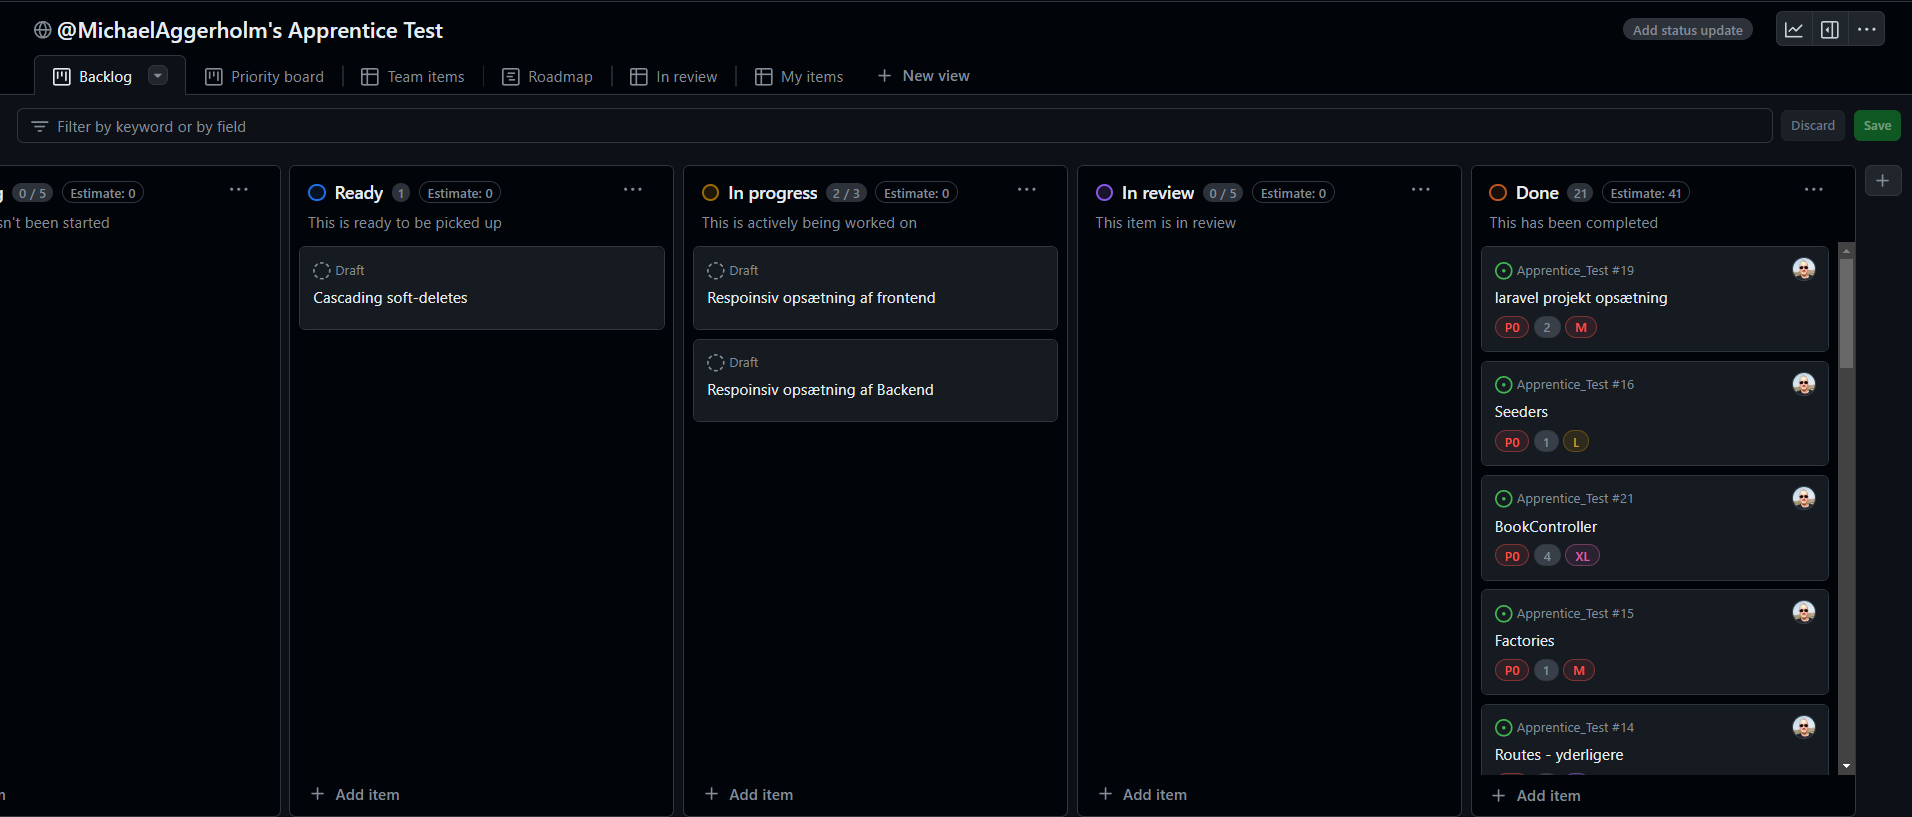 @MichaelAggerholm's Apprentice Test
Add status update
Backlog
Priority board
Team items
Roadmap
In review
My items
New view
Filter by keyword or by field
Discard
Save
g 0 / 5 Estimate: 0
sn't been started
Ready 1 Estimate: 0
This is ready to be picked up
Draft
Cascading soft-deletes
Add item
In progress 2 / 3 Estimate: 0
This is actively being worked on
Draft
Respoinsiv opsætning af frontend
Draft
Respoinsiv opsætning af Backend
Add item
In review 0 / 5 Estimate: 0
This item is in review
Add item
Done 21 Estimate: 41
This has been completed
Apprentice_Test #19
laravel projekt opsætning
P0 2 M
Apprentice_Test #16
Seeders
P0 1 L
Apprentice_Test #21
BookController
P0 4 XL
Apprentice_Test #15
Factories
P0 1 M
Apprentice_Test #14
Routes - yderligere
Add item